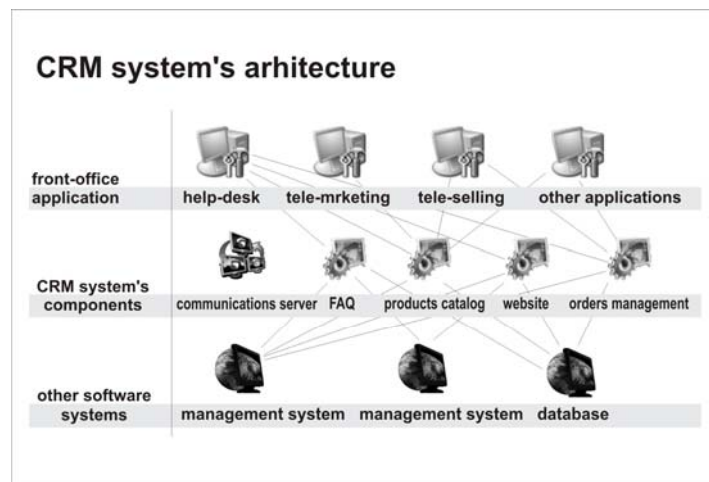 CRM system's arhitecture
front-office
application
help-desk
tele-mrketing
tele-selling
other applications
CRM system's
components
communications server
FAQ
products catalog
website
orders management
other software
systems
management system
management system
database